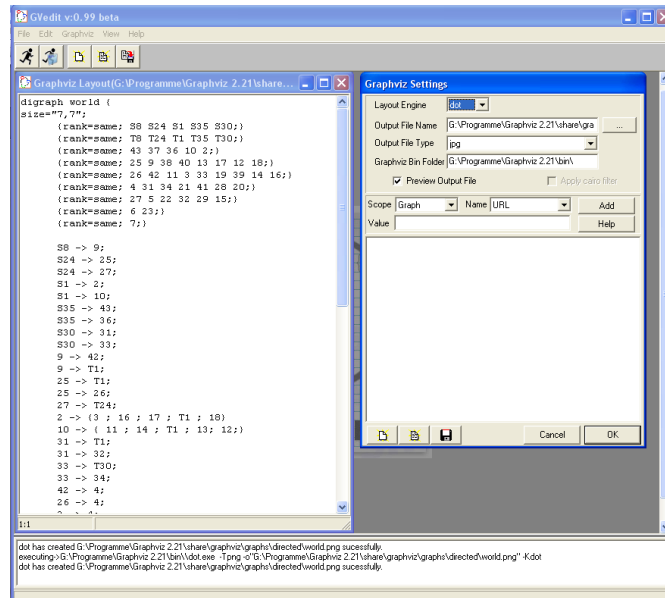 GVedit v:0.99 beta
File Edit Graphviz View Help
Graphviz Layout(G:\Programme\Graphviz 2.21\share...
digraph world {
size="7,7";
{rank=same; S8 S24 S1 S35 S30;}
{rank=same; T8 T24 T1 T35 T30;}
{rank=same; 43 37 36 10 2;}
{rank=same; 25 9 38 40 13 17 12 18;}
{rank=same; 26 42 11 3 33 19 39 14 16;}
{rank=same; 4 31 34 21 41 28 20;}
{rank=same; 27 5 22 32 29 15;}
{rank=same; 6 23;}
{rank=same; 7;}
S8 -> 9;
S24 -> 25;
S24 -> 27;
S1 -> 2;
S1 -> 10;
S35 -> 43;
S35 -> 36;
S30 -> 31;
S30 -> 33;
9 -> 42;
9 -> T1;
25 -> T1;
25 -> 26;
27 -> T24;
2 -> {3 ; 16 ; 17 ; T1 ; 18}
10 -> { 11 ; 14 ; T1 ; 13; 12;}
31 -> T1;
31 -> 32;
33 -> T30;
33 -> 34;
42 -> 4;
26 -> 4;
1:1
Graphviz Settings
Layout Engine dot
Output File Name G:\Programme\Graphviz 2.21\share\gra ...
Output File Type jpg
Graphviz Bin Folder G:\Programme\Graphviz 2.21\bin\
Preview Output File Apply cairo filter
Scope Graph Name URL Add
Value Help
Cancel OK
dot has created G:\Programme\Graphviz 2.21\share\graphviz\graphs\directed\world.png sucessfully.
executing>G:\Programme\Graphviz 2.21\bin\\dot.exe -Tpng -o"G:\Programme\Graphviz 2.21\share\graphviz\graphs\directed\world.png" -Kdot
dot has created G:\Programme\Graphviz 2.21\share\graphviz\graphs\directed\world.png sucessfully.